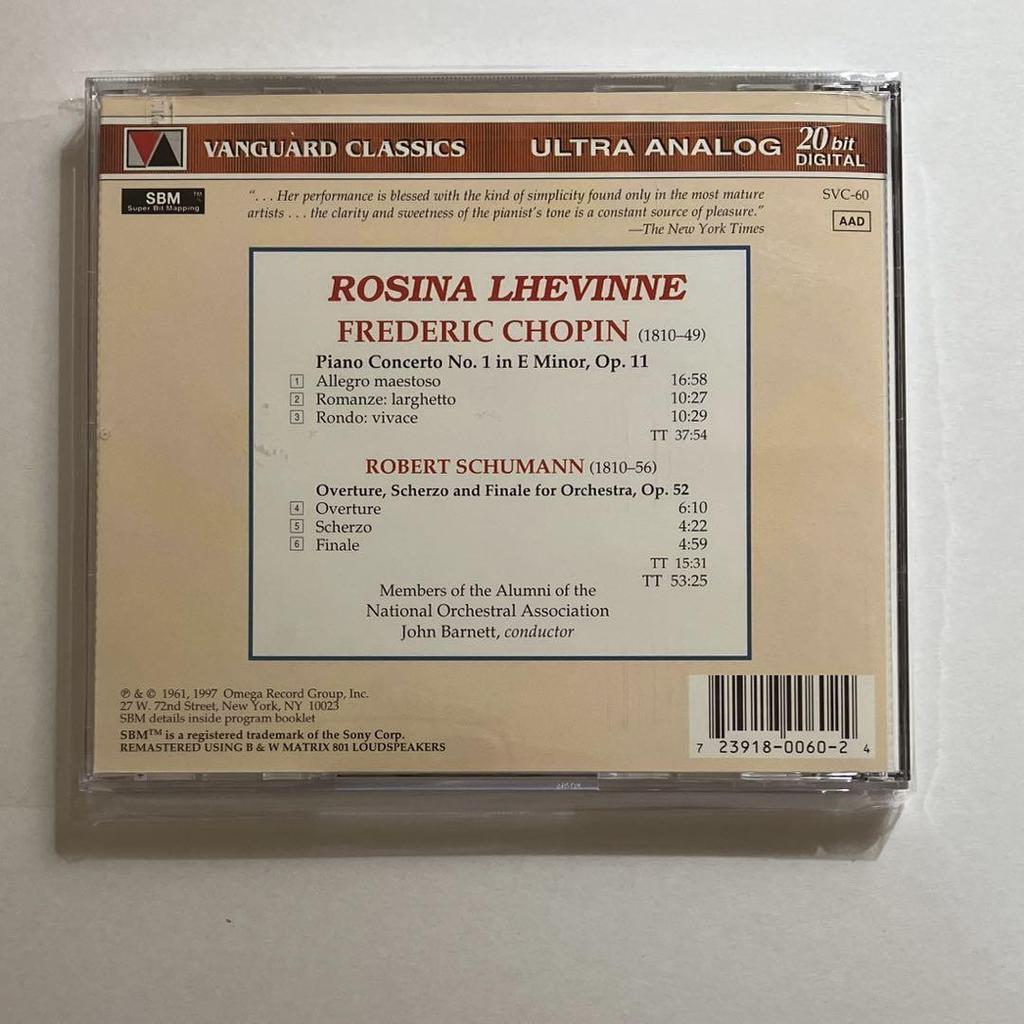 VANGUARD CLASSICS ULTRA ANALOG 20 bit DIGITAL
SBM™
Super Bit Mapping
“. . . Her performance is blessed with the kind of simplicity found only in the most mature
artists . . . the clarity and sweetness of the pianist's tone is a constant source of pleasure.”
—The New York Times
SVC-60
AAD
ROSINA LHEVINNE
FREDERIC CHOPIN (1810–49)
Piano Concerto No. 1 in E Minor, Op. 11
1 Allegro maestoso 16:58
2 Romanze: larghetto 10:27
3 Rondo: vivace 10:29
TT 37:54
ROBERT SCHUMANN (1810–56)
Overture, Scherzo and Finale for Orchestra, Op. 52
4 Overture 6:10
5 Scherzo 4:22
6 Finale 4:59
TT 15:31
TT 53:25
Members of the Alumni of the
National Orchestral Association
John Barnett, conductor
℗ & © 1961, 1997 Omega Record Group, Inc.
27 W. 72nd Street, New York, NY 10023
SBM details inside program booklet
SBM™ is a registered trademark of the Sony Corp.
REMASTERED USING B & W MATRIX 801 LOUDSPEAKERS
7 23918-0060-2 4